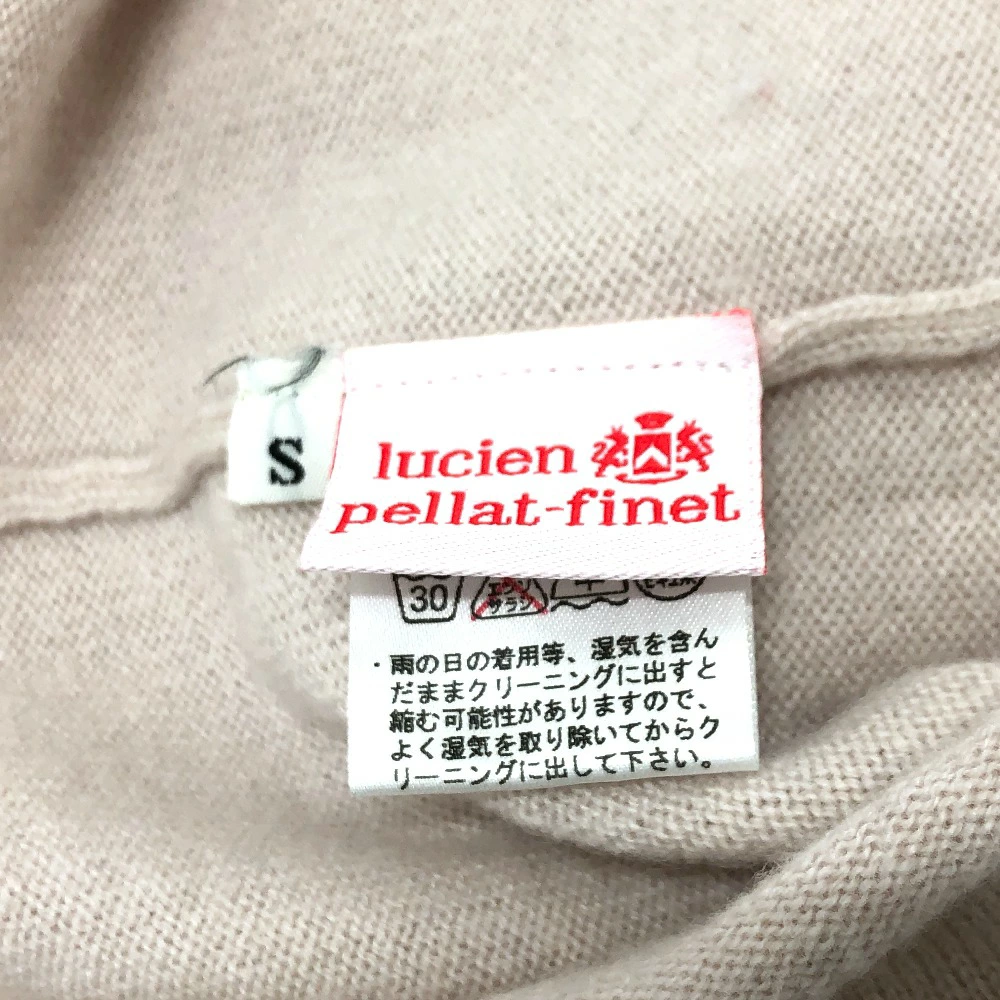 S
lucien
pellat-finet
30
サラシ
・雨の日の着用等、湿気を含ん
だままクリーニングに出すと
縮む可能性がありますので、
よく湿気を取り除いてからク
リーニングに出して下さい。